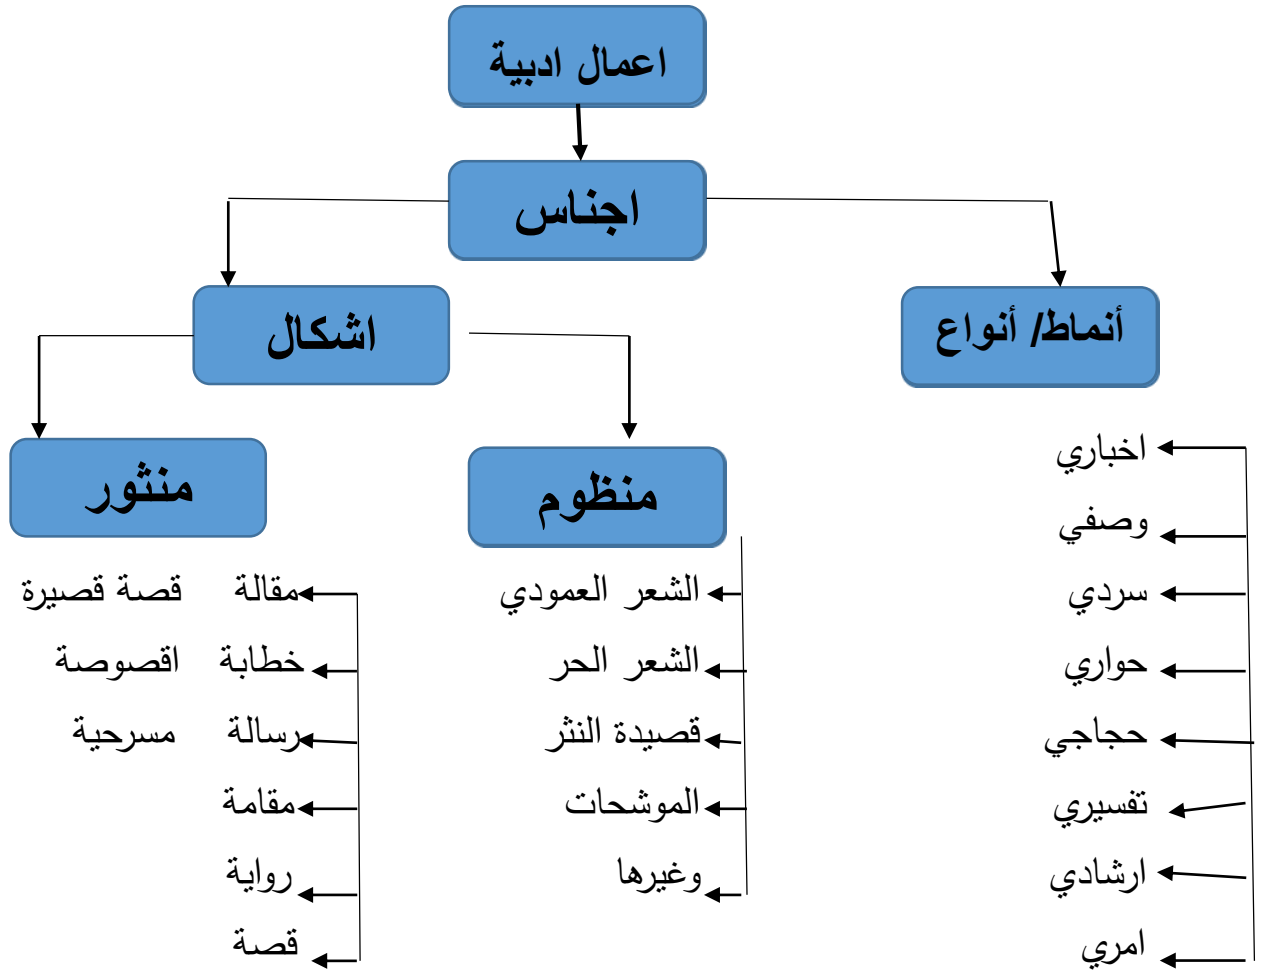 اعمال ادبية
اجناس
أنماط/ أنواع
اشكال
منظوم
منثور
اخباري
وصفي
سردي
حواري
حجاجي
تفسيري
ارشادي
امري
الشعر العمودي
الشعر الحر
قصيدة النثر
الموشحات
وغيرها
مقالة قصة قصيرة
خطابة اقصوصة
رسالة مسرحية
مقامة
رواية
قصة